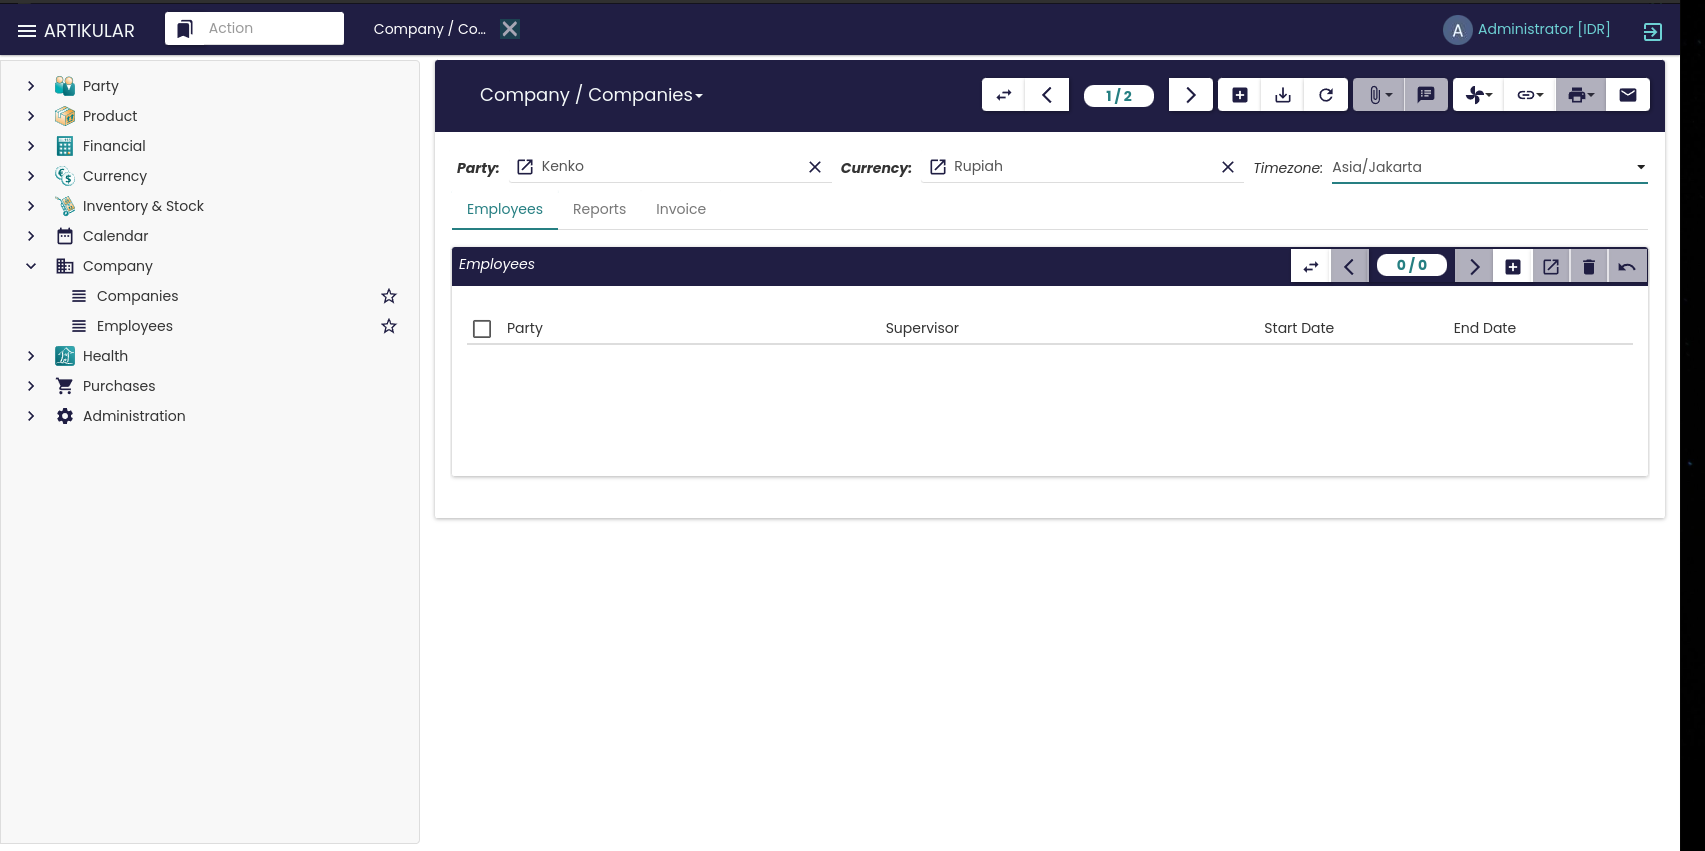 ARTIKULAR
Action
Company / Co...
A
Administrator [IDR]
Party
Product
Financial
Currency
Inventory & Stock
Calendar
Company
Companies
Employees
Health
Purchases
Administration
Company / Companies
1 / 2
Party: Kenko
Currency: Rupiah
Timezone: Asia/Jakarta
Employees Reports Invoice
Employees
0 / 0
Party Supervisor Start Date End Date